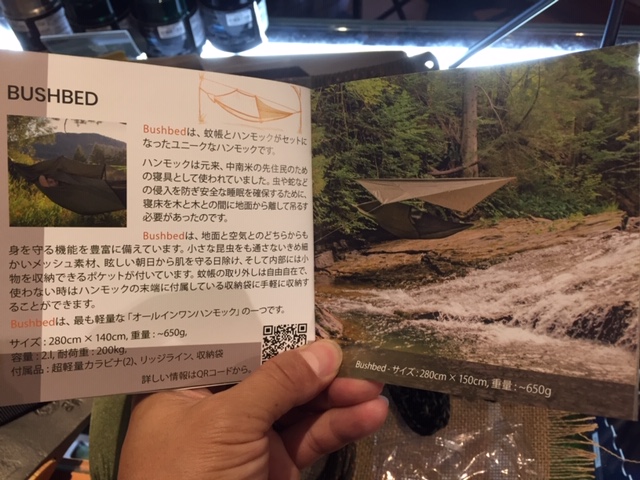 BUSHBED
Bushbedは、蚊帳とハンモックがセットに
なったユニークなハンモックです。
ハンモックは元来、中南米の先住民のため
の寝具として使われていました。虫や蛇など
の侵入を防ぎ安全な睡眠を確保するために、
寝床を木と木との間に地面から離して吊るす
必要があったのです。
Bushbedは、地面と空気とのどちらからも
身を守る機能を豊富に備えています。小さな昆虫をも通さないきめ細
かいメッシュ素材、眩しい朝日から肌を守る日除け、そして内部には小
物を収納できるポケットが付いています。蚊帳の取り外しは自由自在で、
使わない時はハンモックの末端に付属している収納袋に手軽に収納す
ることができます。
Bushbedは、最も軽量な「オールインワンハンモック」の一つです。
サイズ : 280cm × 140cm, 重量 : ~650g,
容量 : 2.l, 耐荷重 : 200kg,
付属品 : 超軽量カラビナ(2)、リッジライン、収納袋
詳しい情報はQRコードから。
Bushbed - サイズ : 280cm × 150cm, 重量 : ~650g